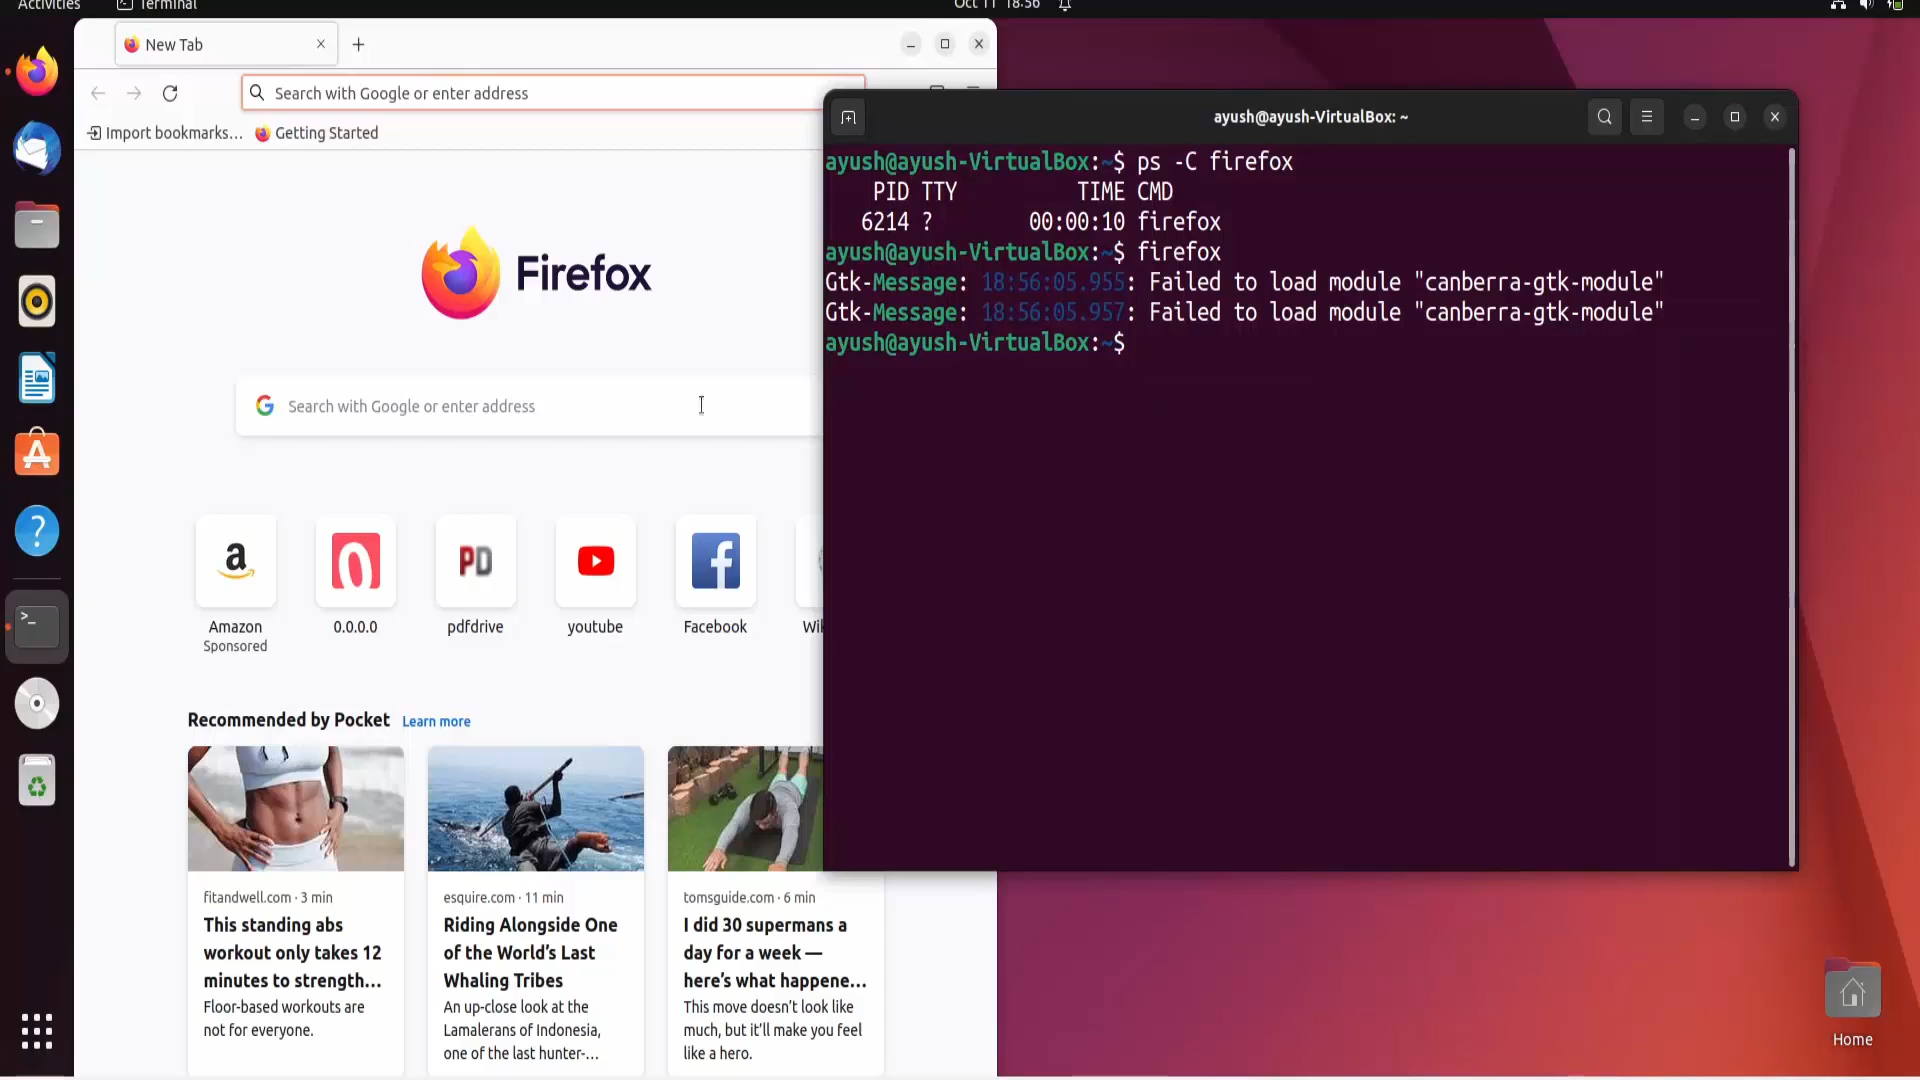 Activities
Terminal
Oct 11 18:56
New Tab
Search with Google or enter address
Import bookmarks…
Getting Started
Firefox
Search with Google or enter address
a
PD
Amazon
Sponsored
0.0.0.0
pdfdrive
youtube
Facebook
Wik
Recommended by Pocket
Learn more
fitandwell.com · 3 min
This standing abs
workout only takes 12
minutes to strength…
Floor-based workouts are
not for everyone.
esquire.com · 11 min
Riding Alongside One
of the World’s Last
Whaling Tribes
An up-close look at the
Lamalerans of Indonesia,
one of the last hunter-…
tomsguide.com · 6 min
I did 30 supermans a
day for a week —
here’s what happene…
This move doesn’t look like
much, but it’ll make you feel
like a hero.
ayush@ayush-VirtualBox: ~
ayush@ayush-VirtualBox:~$ ps -C firefox
PID TTY TIME CMD
6214 ? 00:00:10 firefox
ayush@ayush-VirtualBox:~$ firefox
Gtk-Message: 18:56:05.955: Failed to load module "canberra-gtk-module"
Gtk-Message: 18:56:05.957: Failed to load module "canberra-gtk-module"
ayush@ayush-VirtualBox:~$
Home